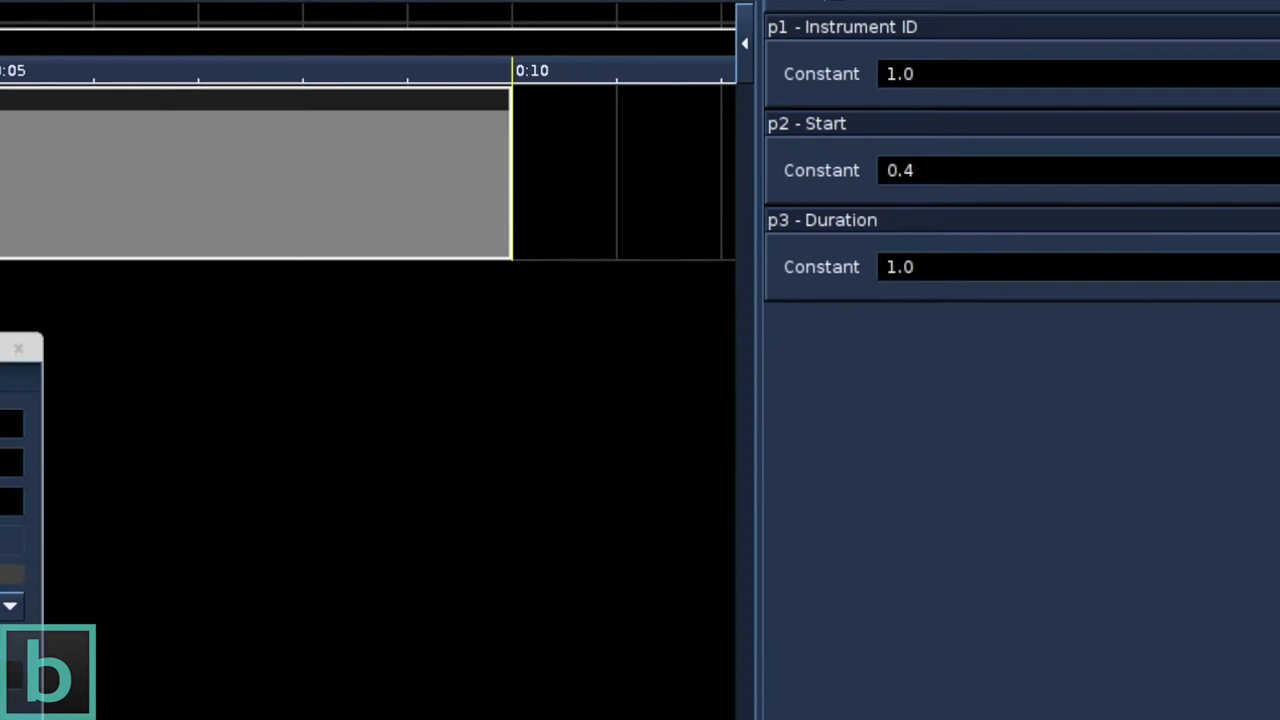 :05
0:10
p1 - Instrument ID
Constant 1.0
p2 - Start
Constant 0.4
p3 - Duration
Constant 1.0
b